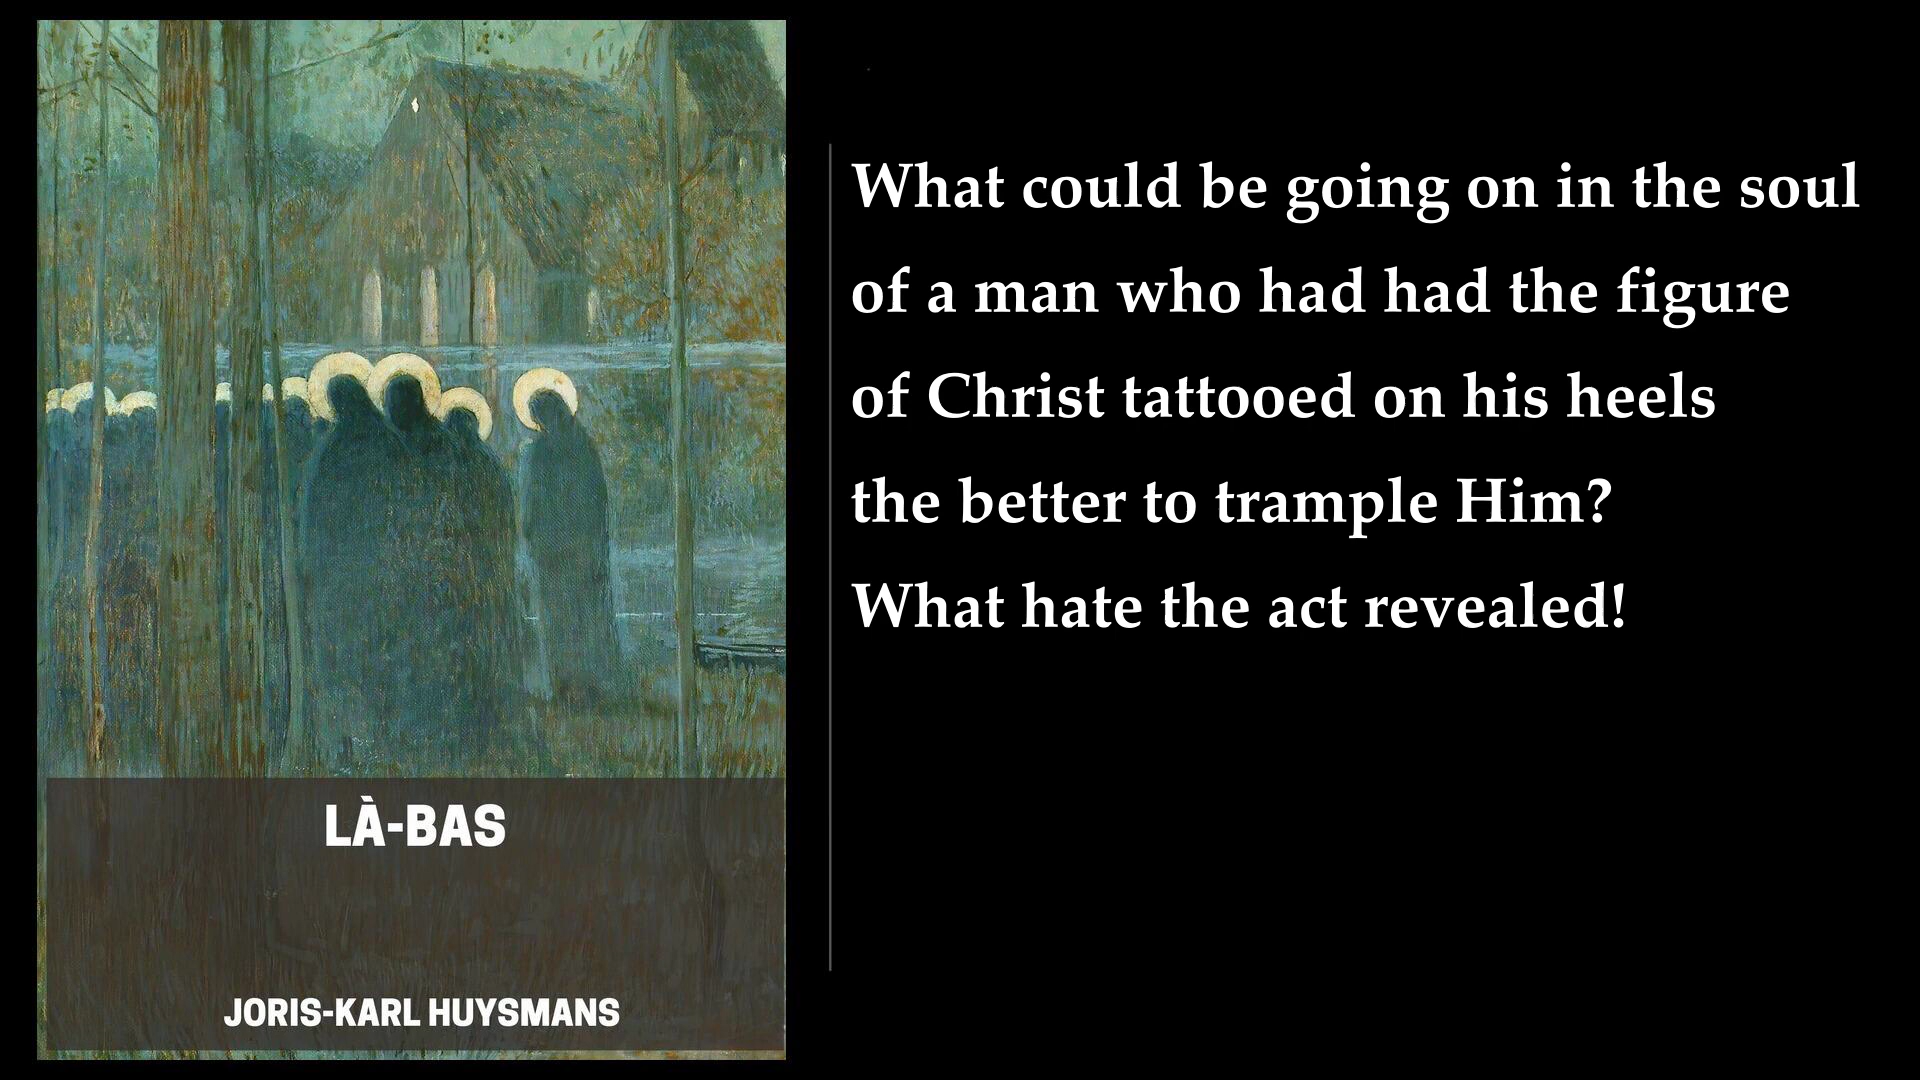 What could be going on in the soul
of a man who had had the figure
of Christ tattooed on his heels
the better to trample Him?
What hate the act revealed!
LÀ-BAS
JORIS-KARL HUYSMANS